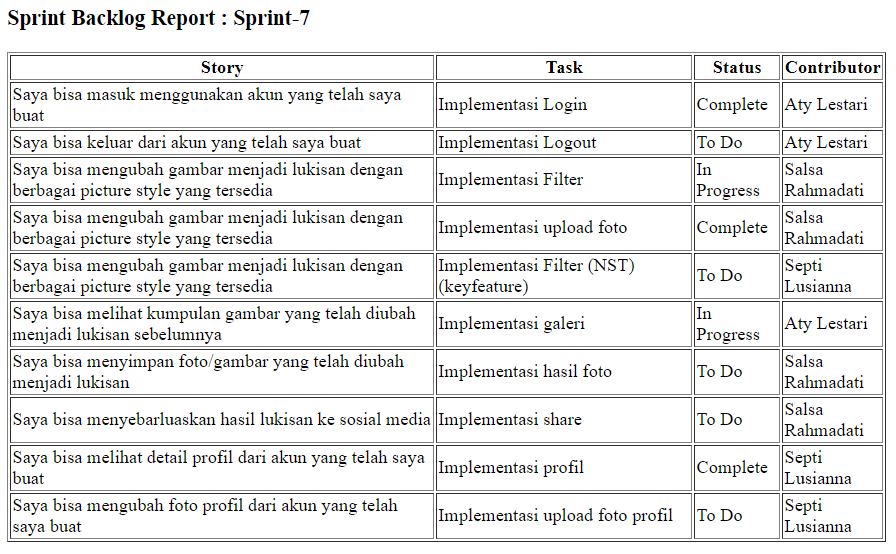 Sprint Backlog Report : Sprint-7
Story Task Status Contributor
Saya bisa masuk menggunakan akun yang telah saya
buat
Implementasi Login
Complete
Aty Lestari
Saya bisa keluar dari akun yang telah saya buat
Implementasi Logout
To Do
Aty Lestari
Saya bisa mengubah gambar menjadi lukisan dengan
berbagai picture style yang tersedia
Implementasi Filter
In
Progress
Salsa
Rahmadati
Saya bisa mengubah gambar menjadi lukisan dengan
berbagai picture style yang tersedia
Implementasi upload foto
Complete
Salsa
Rahmadati
Saya bisa mengubah gambar menjadi lukisan dengan
berbagai picture style yang tersedia
Implementasi Filter (NST)
(keyfeature)
To Do
Septi
Lusianna
Saya bisa melihat kumpulan gambar yang telah diubah
menjadi lukisan sebelumnya
Implementasi galeri
In
Progress
Aty Lestari
Saya bisa menyimpan foto/gambar yang telah diubah
menjadi lukisan
Implementasi hasil foto
To Do
Salsa
Rahmadati
Saya bisa menyebarluaskan hasil lukisan ke sosial media
Implementasi share
To Do
Salsa
Rahmadati
Saya bisa melihat detail profil dari akun yang telah saya
buat
Implementasi profil
Complete
Septi
Lusianna
Saya bisa mengubah foto profil dari akun yang telah
saya buat
Implementasi upload foto profil
To Do
Septi
Lusianna